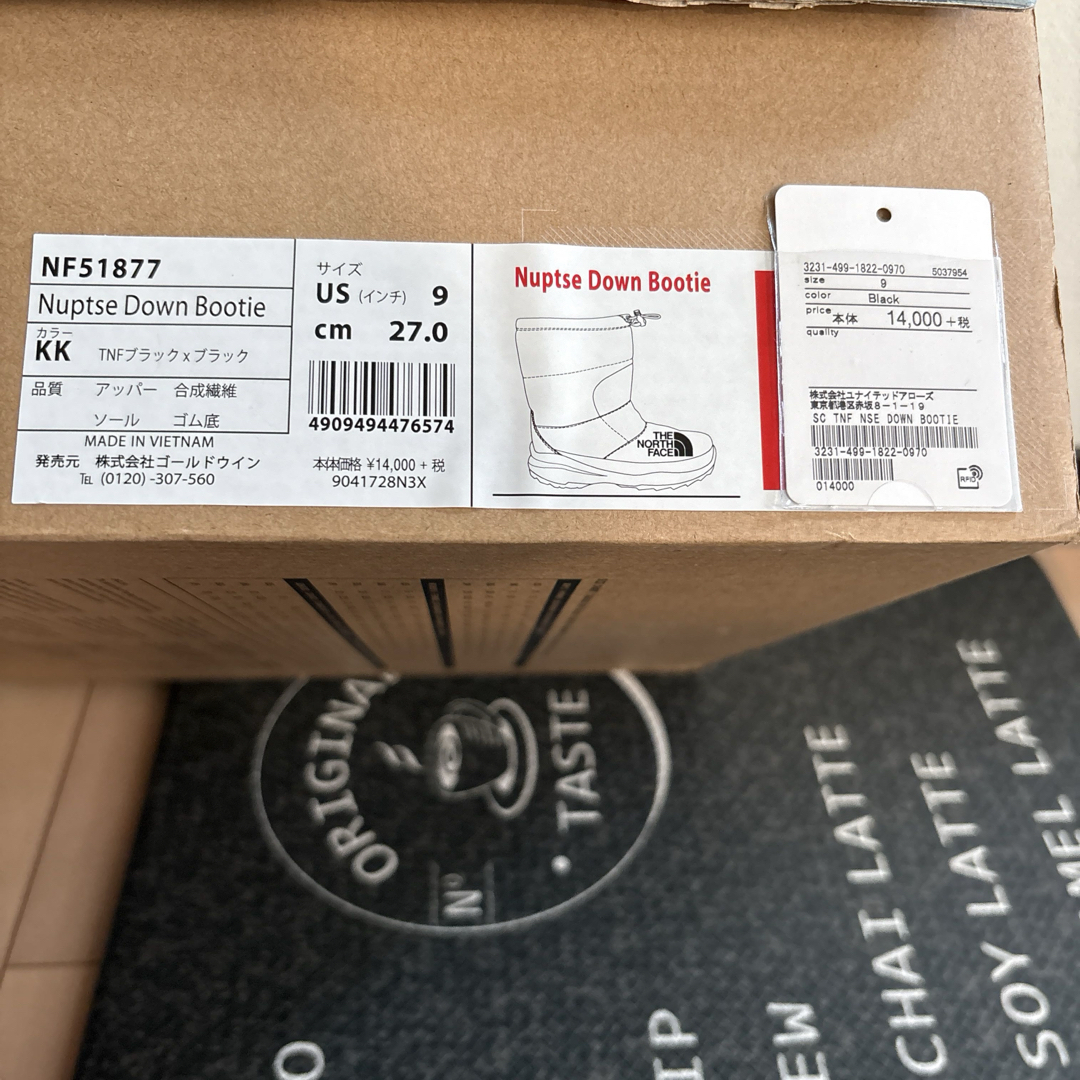 NF51877
Nuptse Down Bootie
カラー
KK TNFブラック x ブラック
品質 アッパー 合成繊維
ソール ゴム底
MADE IN VIETNAM
発売元 株式会社ゴールドウイン
℡ (0120) -307-560
サイズ
US (インチ) 9
cm 27.0
4909494476574
本体価格 ¥14,000 + 税
9041728N3X
Nuptse Down Bootie
THE
NORTH
FACE
3231-499-1822-0970 5037954
size 9
color Black
price 本体 14,000+税
quality
株式会社ユナイテッドアローズ
東京都港区赤坂8-1-19
SC TNF NSE DOWN BOOTIE
3231-499-1822-0970
014000
RFID
ORIGINA
TASTE
Nº
CHAI LATTE
SOY LATTE
MEL LATTE